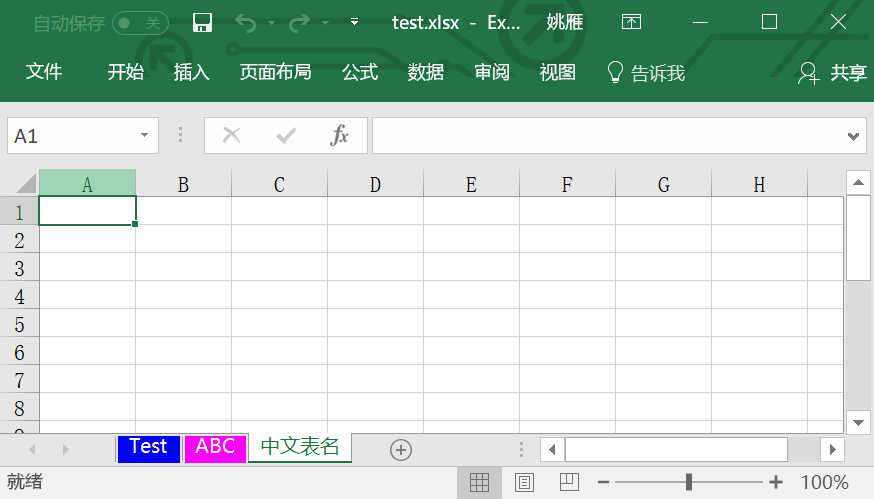 自动保存 关 test.xlsx - Ex... 姚雁
文件 开始 插入 页面布局 公式 数据 审阅 视图 告诉我 共享
A1 fx
A B C D E F G H
1
2
3
4
5
6
7
8
Test ABC 中文表名
就绪 100%